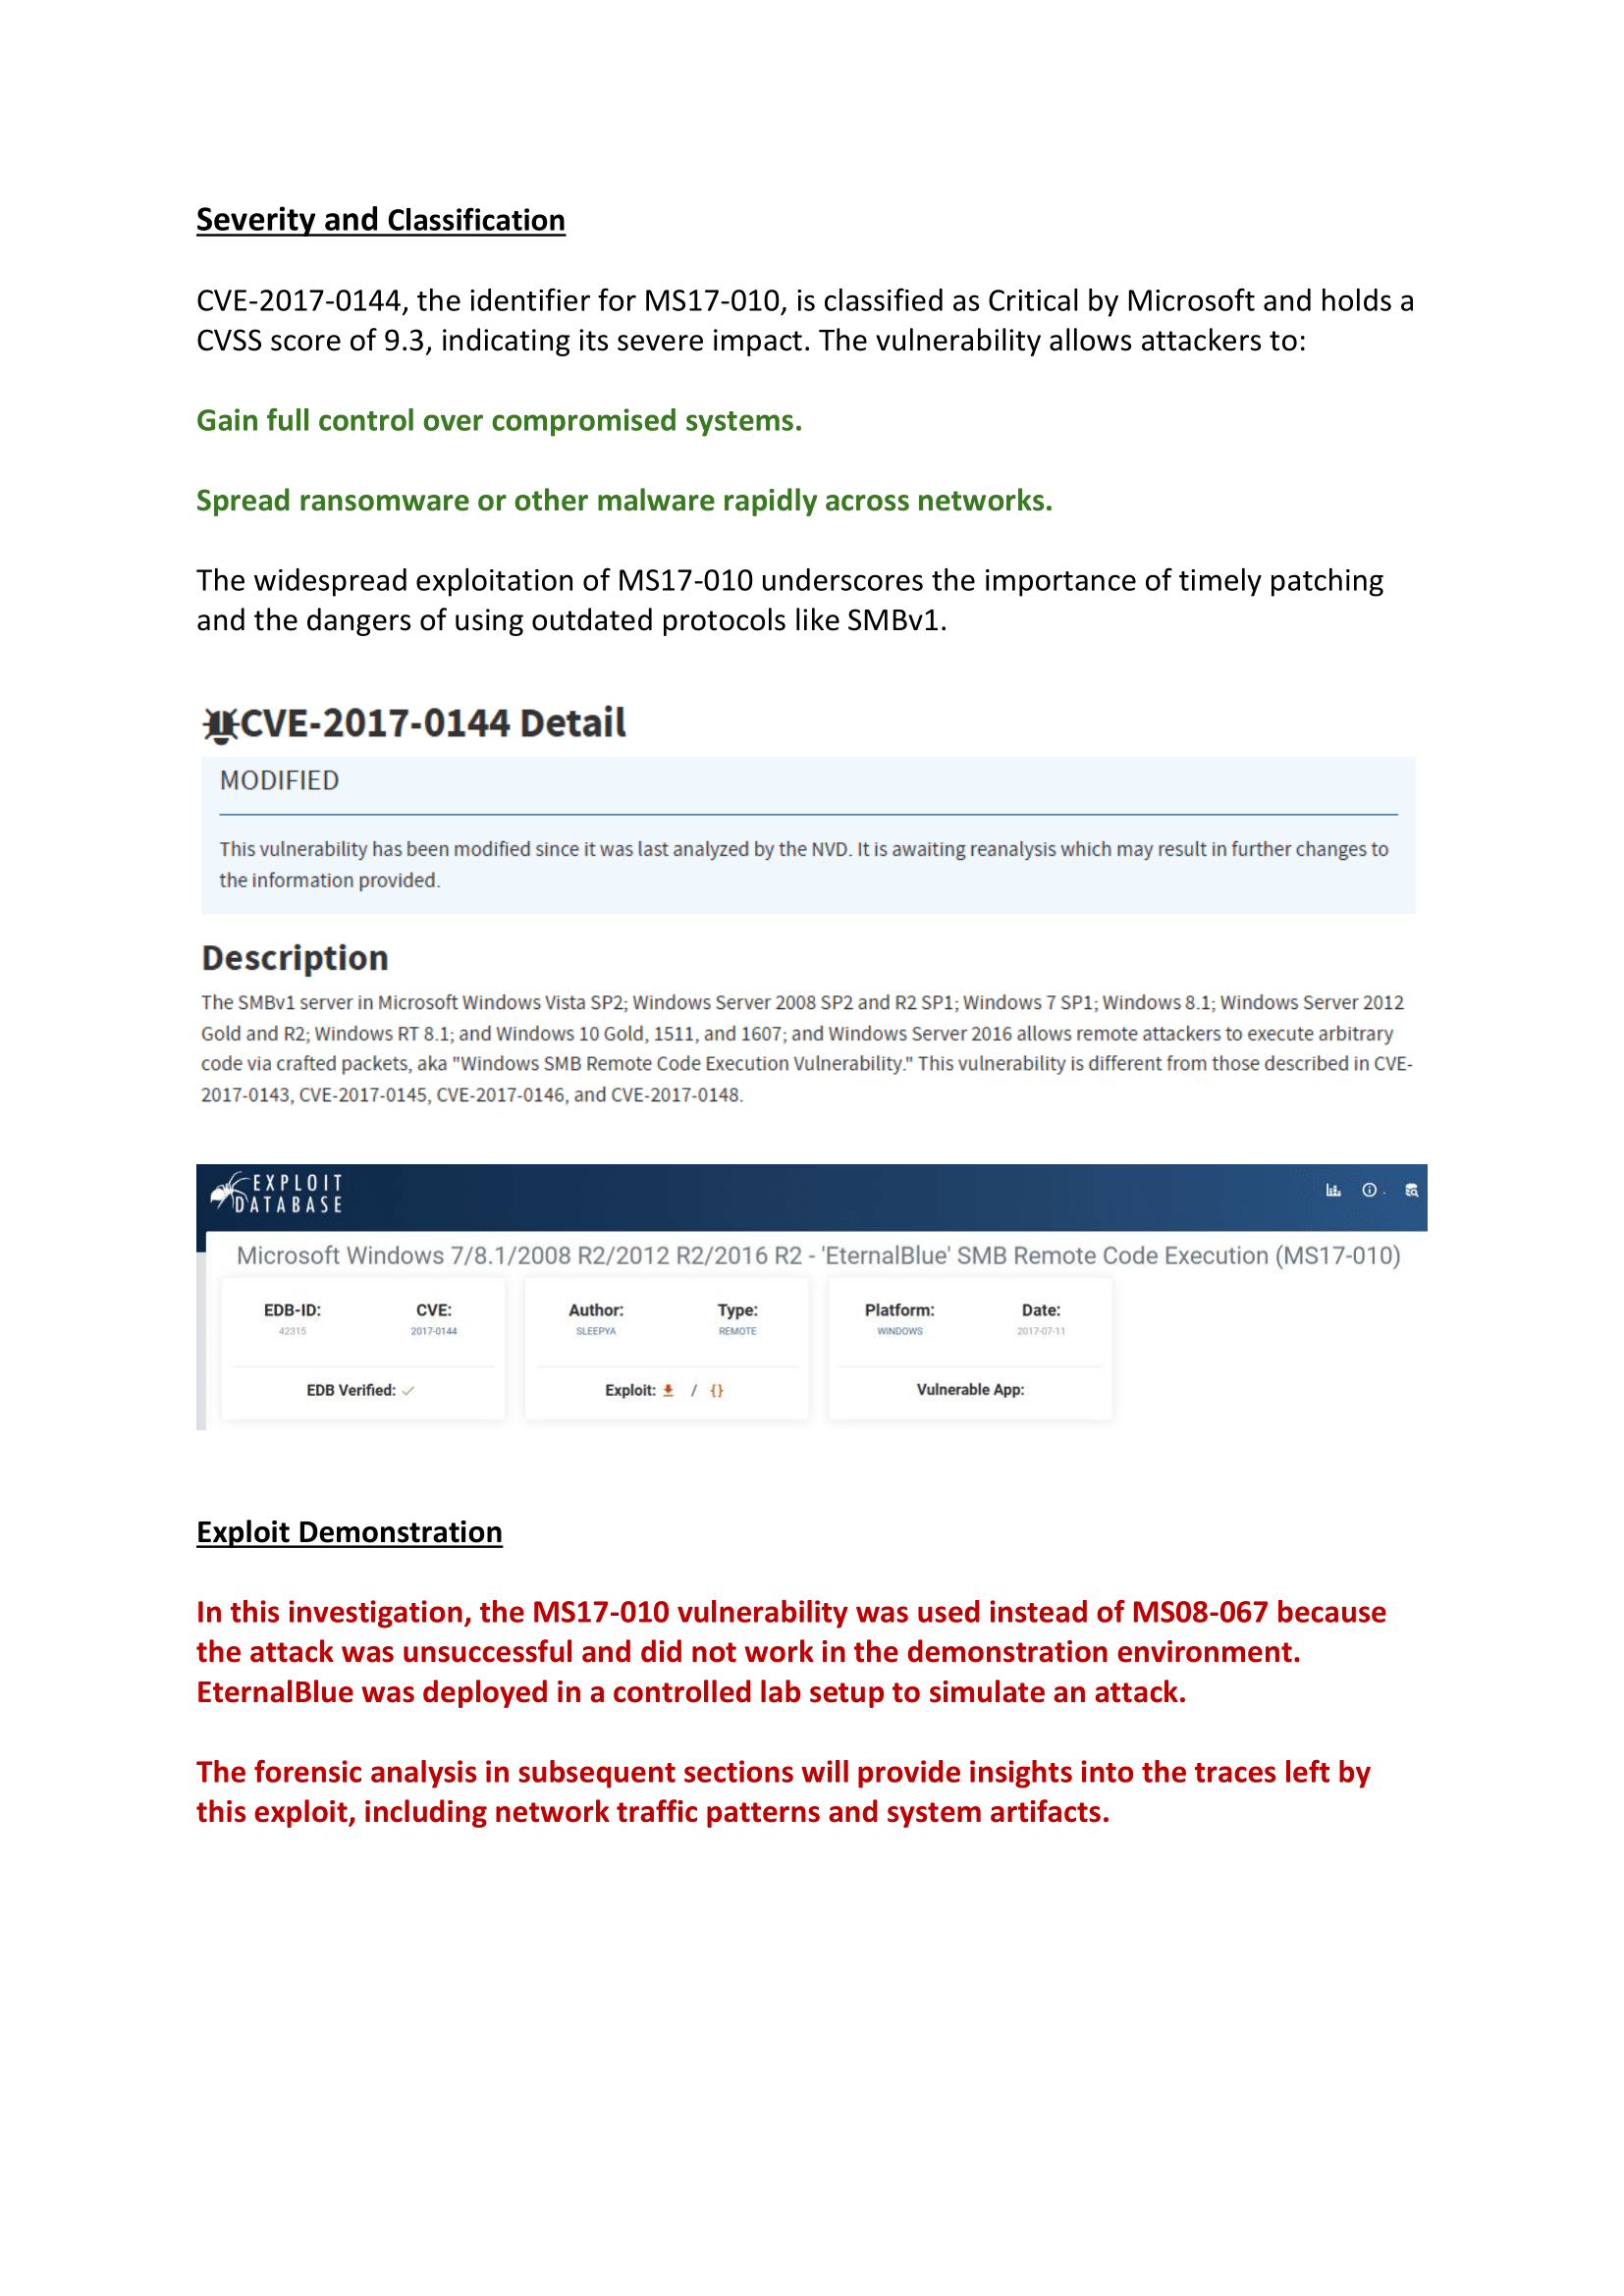 Severity and Classification
CVE-2017-0144, the identifier for MS17-010, is classified as Critical by Microsoft and holds a
CVSS score of 9.3, indicating its severe impact. The vulnerability allows attackers to:
Gain full control over compromised systems.
Spread ransomware or other malware rapidly across networks.
The widespread exploitation of MS17-010 underscores the importance of timely patching
and the dangers of using outdated protocols like SMBv1.
CVE-2017-0144 Detail
MODIFIED
This vulnerability has been modified since it was last analyzed by the NVD. It is awaiting reanalysis which may result in further changes to
the information provided.
Description
The SMBv1 server in Microsoft Windows Vista SP2; Windows Server 2008 SP2 and R2 SP1; Windows 7 SP1; Windows 8.1; Windows Server 2012
Gold and R2; Windows RT 8.1; and Windows 10 Gold, 1511, and 1607; and Windows Server 2016 allows remote attackers to execute arbitrary
code via crafted packets, aka "Windows SMB Remote Code Execution Vulnerability." This vulnerability is different from those described in CVE-
2017-0143, CVE-2017-0145, CVE-2017-0146, and CVE-2017-0148.
EXPLOIT
DATABASE
Microsoft Windows 7/8.1/2008 R2/2012 R2/2016 R2 - 'EternalBlue' SMB Remote Code Execution (MS17-010)
EDB-ID: CVE: Author: Type: Platform: Date:
42315 2017-0144 SLEEPYA REMOTE WINDOWS 2017-07-11
EDB Verified: ✓ Exploit: / {} Vulnerable App:
Exploit Demonstration
In this investigation, the MS17-010 vulnerability was used instead of MS08-067 because
the attack was unsuccessful and did not work in the demonstration environment.
EternalBlue was deployed in a controlled lab setup to simulate an attack.
The forensic analysis in subsequent sections will provide insights into the traces left by
this exploit, including network traffic patterns and system artifacts.